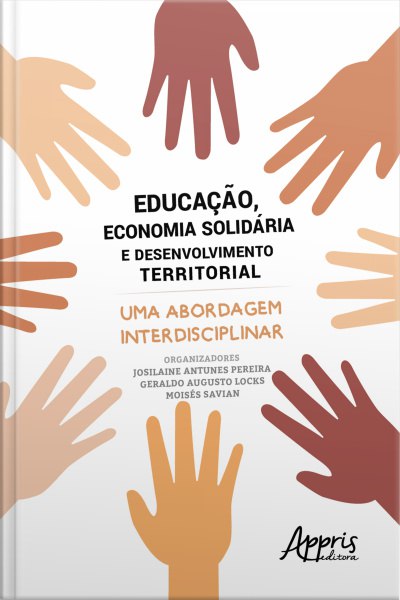 EDUCAÇÃO,
ECONOMIA SOLIDÁRIA
E DESENVOLVIMENTO
TERRITORIAL
UMA ABORDAGEM
INTERDISCIPLINAR
ORGANIZADORES
JOSILAINE ANTUNES PEREIRA
GERALDO AUGUSTO LOCKS
MOISÉS SAVIAN
Appris
editora